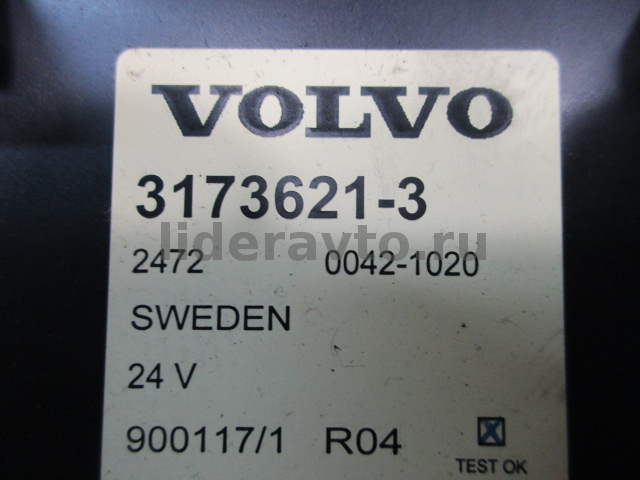 VOLVO
3173621-3
lideravto.ru
2472 0042-1020
SWEDEN
24 V
900117/1 R04
TEST OK